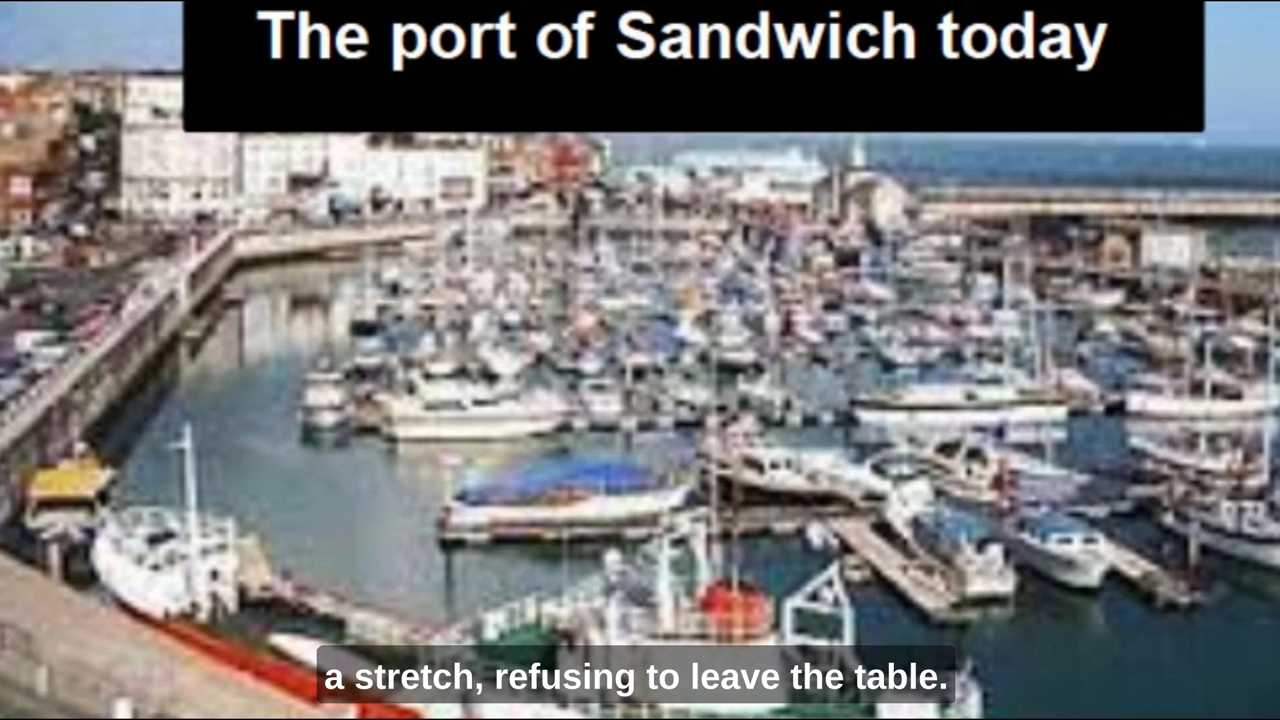 The port of Sandwich today
a stretch, refusing to leave the table.